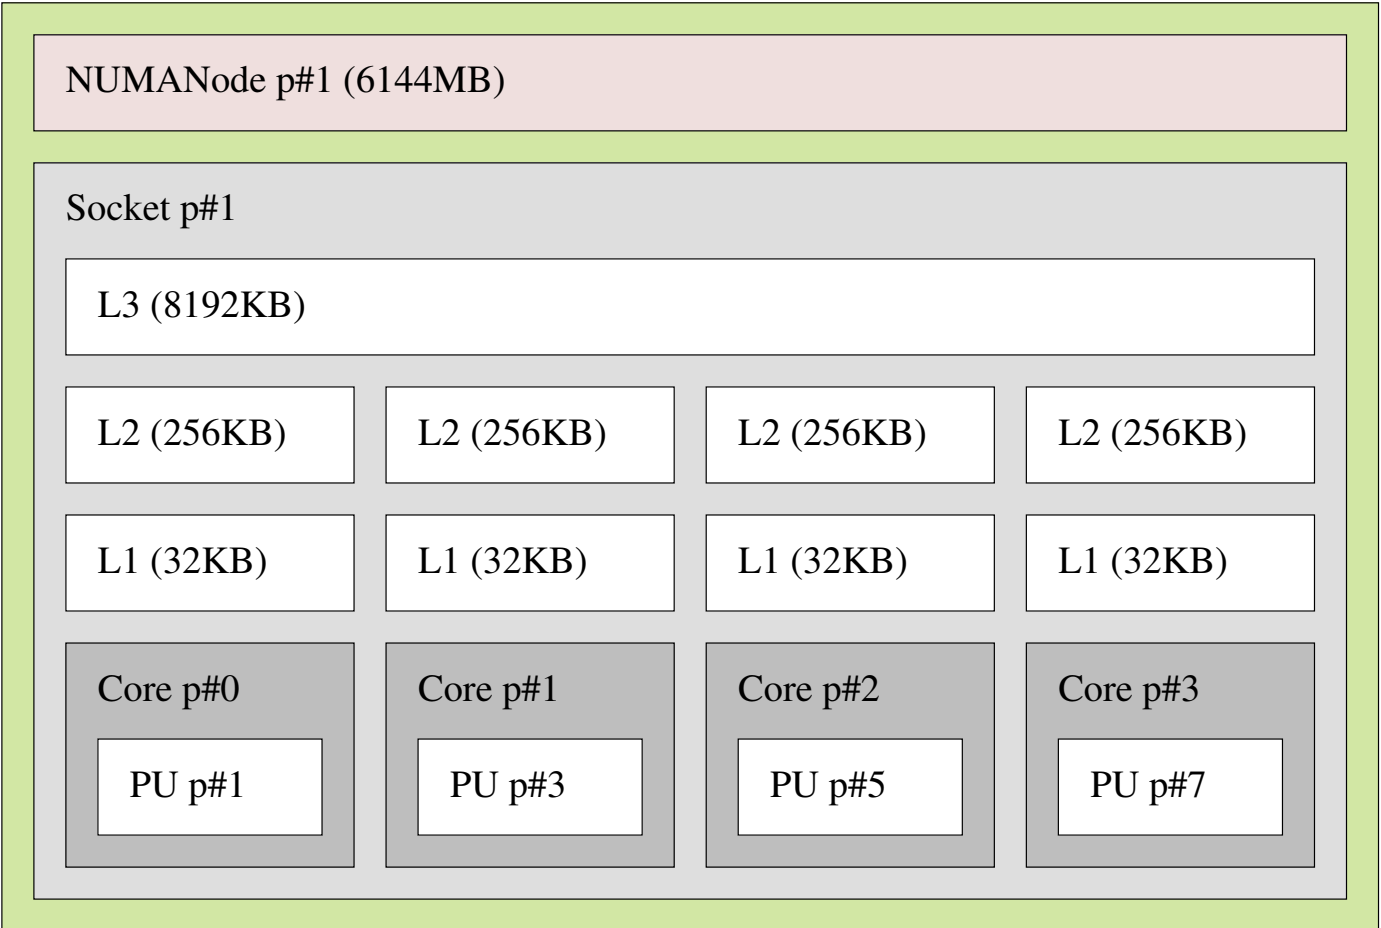 NUMANode p#1 (6144MB)
Socket p#1
L3 (8192KB)
L2 (256KB) L2 (256KB) L2 (256KB) L2 (256KB)
L1 (32KB) L1 (32KB) L1 (32KB) L1 (32KB)
Core p#0 Core p#1 Core p#2 Core p#3
PU p#1 PU p#3 PU p#5 PU p#7